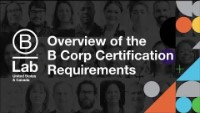 B
Lab
United States
& Canada
Overview of the
B Corp Certification
Requirements